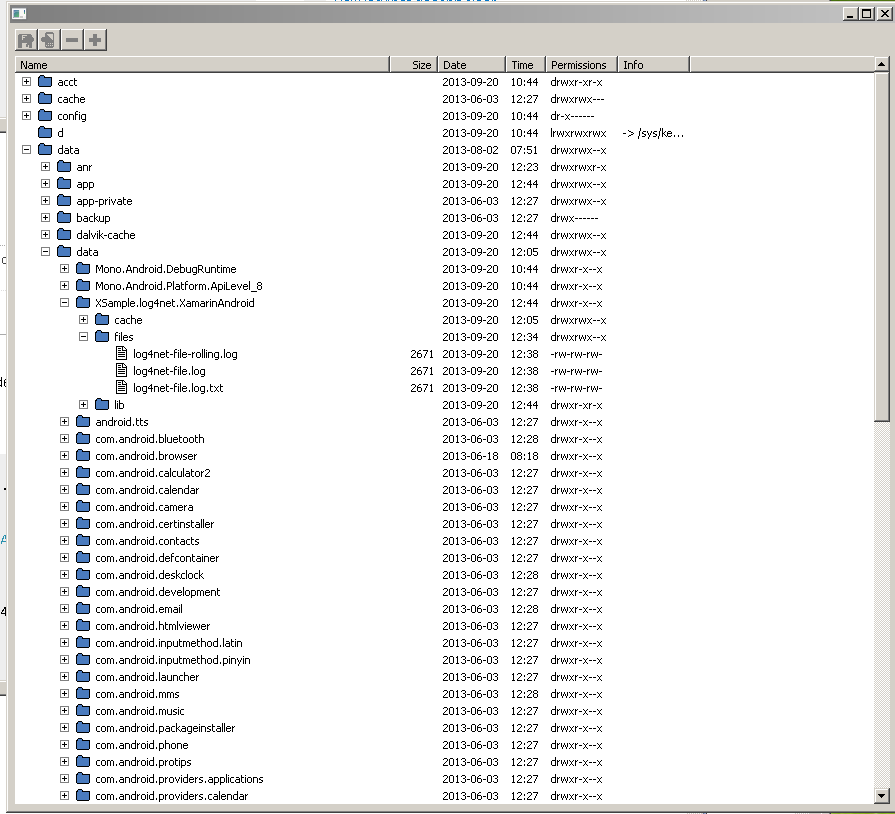 Name Size Date Time Permissions Info
acct 2013-09-20 10:44 drwxr-xr-x
cache 2013-06-03 12:27 drwxrwx---
config 2013-09-20 10:44 dr-x------
d 2013-09-20 10:44 lrwxrwxrwx -> /sys/ke...
data 2013-08-02 07:51 drwxrwx--x
anr 2013-09-20 12:23 drwxrwxr-x
app 2013-09-20 12:44 drwxrwx--x
app-private 2013-06-03 12:27 drwxrwx--x
backup 2013-06-03 12:27 drwx------
dalvik-cache 2013-09-20 12:44 drwxrwx--x
data 2013-09-20 12:05 drwxrwx--x
Mono.Android.DebugRuntime 2013-09-20 10:44 drwxr-x--x
Mono.Android.Platform.ApiLevel_8 2013-09-20 10:44 drwxr-x--x
XSample.log4net.XamarinAndroid 2013-09-20 12:44 drwxr-x--x
cache 2013-09-20 12:05 drwxrwx--x
files 2013-09-20 12:34 drwxrwx--x
log4net-file-rolling.log 2671 2013-09-20 12:38 -rw-rw-rw-
log4net-file.log 2671 2013-09-20 12:38 -rw-rw-rw-
log4net-file.log.txt 2671 2013-09-20 12:38 -rw-rw-rw-
lib 2013-09-20 12:44 drwxr-xr-x
android.tts 2013-06-03 12:27 drwxr-x--x
com.android.bluetooth 2013-06-03 12:28 drwxr-x--x
com.android.browser 2013-06-18 08:18 drwxr-x--x
com.android.calculator2 2013-06-03 12:27 drwxr-x--x
com.android.calendar 2013-06-03 12:27 drwxr-x--x
com.android.camera 2013-06-03 12:27 drwxr-x--x
com.android.certinstaller 2013-06-03 12:27 drwxr-x--x
com.android.contacts 2013-06-03 12:27 drwxr-x--x
com.android.defcontainer 2013-06-03 12:27 drwxr-x--x
com.android.deskclock 2013-06-03 12:28 drwxr-x--x
com.android.development 2013-06-03 12:27 drwxr-x--x
com.android.email 2013-06-03 12:28 drwxr-x--x
com.android.htmlviewer 2013-06-03 12:27 drwxr-x--x
com.android.inputmethod.latin 2013-06-03 12:27 drwxr-x--x
com.android.inputmethod.pinyin 2013-06-03 12:27 drwxr-x--x
com.android.launcher 2013-06-03 12:27 drwxr-x--x
com.android.mms 2013-06-03 12:28 drwxr-x--x
com.android.music 2013-06-03 12:27 drwxr-x--x
com.android.packageinstaller 2013-06-03 12:27 drwxr-x--x
com.android.phone 2013-06-03 12:27 drwxr-x--x
com.android.protips 2013-06-03 12:27 drwxr-x--x
com.android.providers.applications 2013-06-03 12:27 drwxr-x--x
com.android.providers.calendar 2013-06-03 12:27 drwxr-x--x